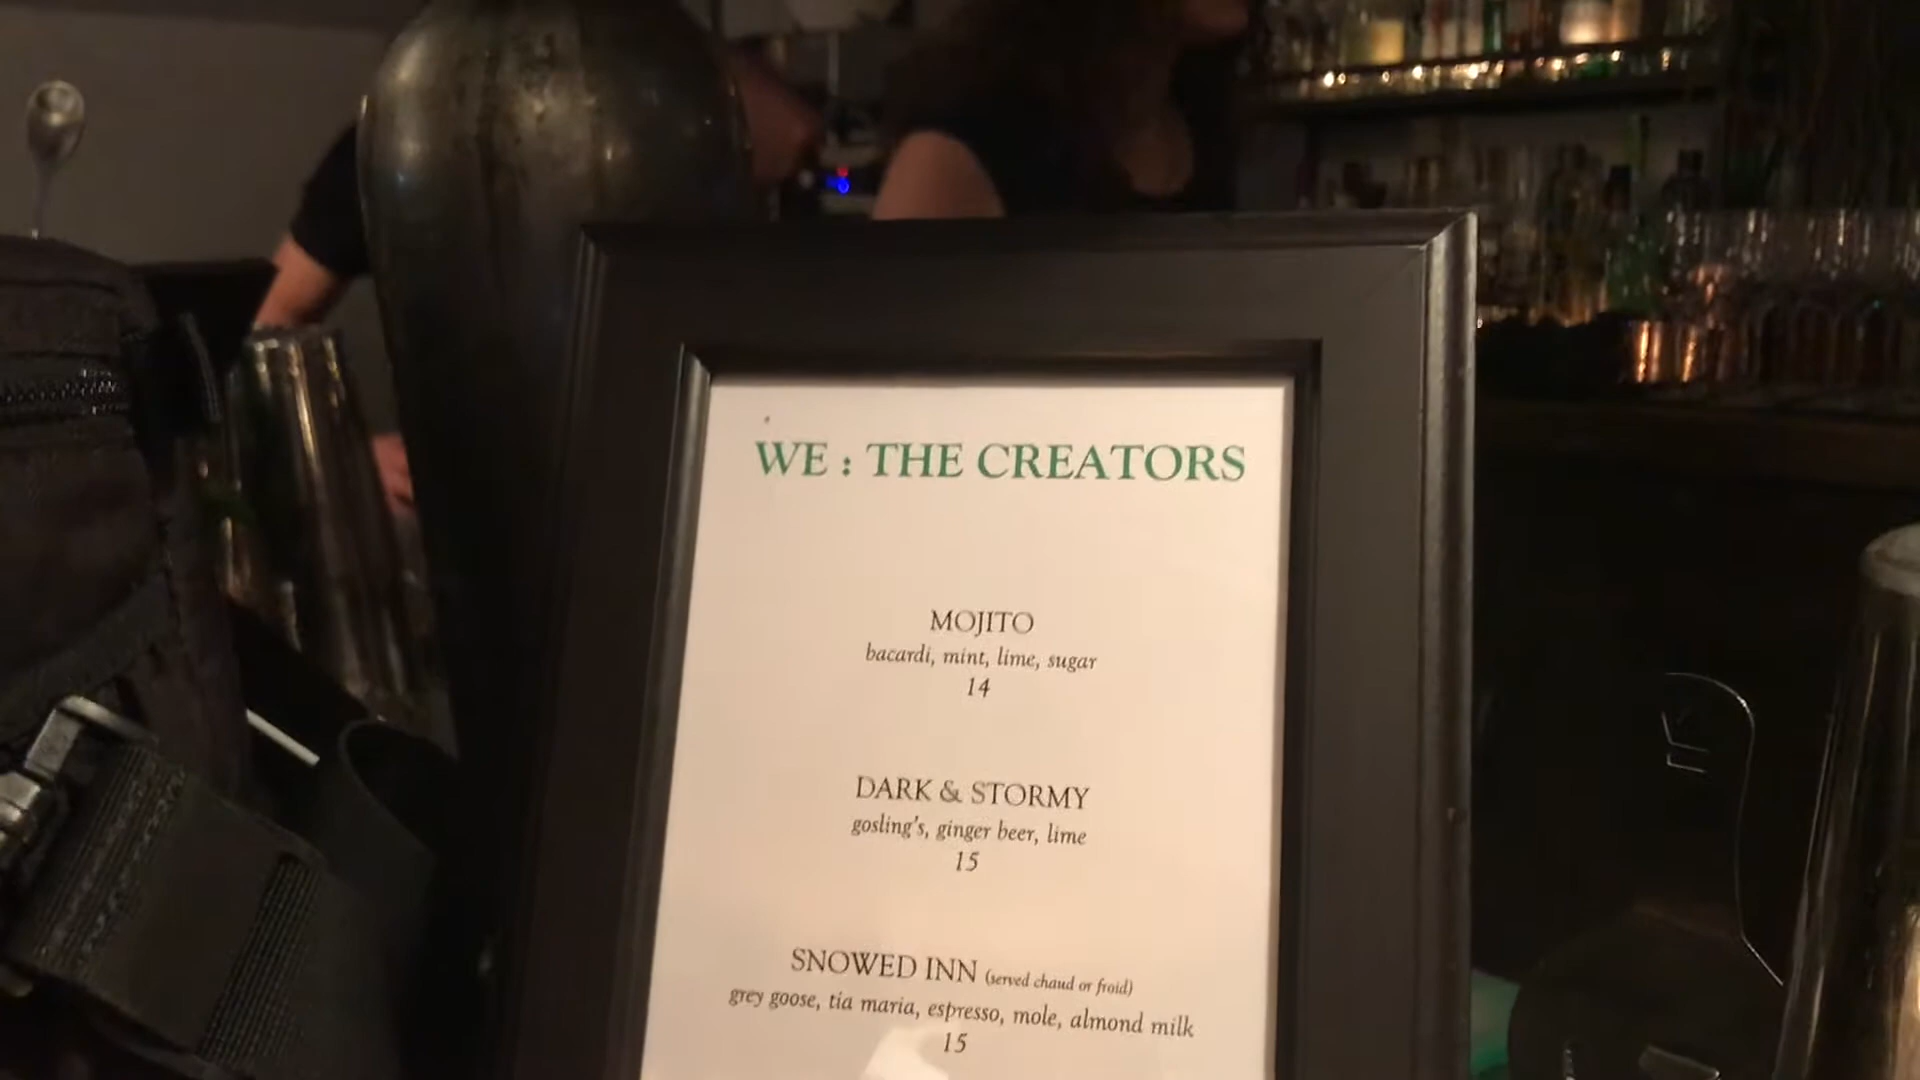 WE : THE CREATORS
MOJITO
bacardi, mint, lime, sugar
14
DARK & STORMY
gosling's, ginger beer, lime
15
SNOWED INN (served chaud or froid)
grey goose, tia maria, espresso, mole, almond milk
15